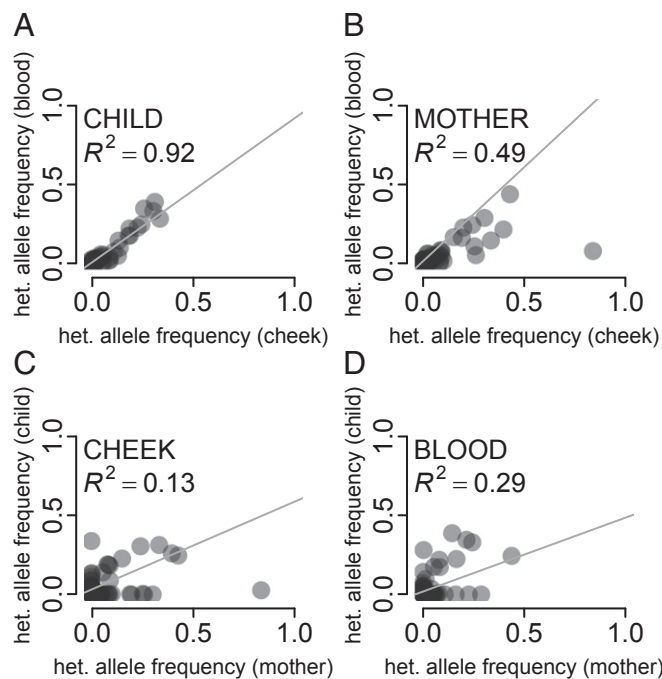 A
het. allele frequency (blood)
1.0
0.5
0.0
CHILD
R² = 0.92
0.0 0.5 1.0
het. allele frequency (cheek)
B
het. allele frequency (blood)
1.0
0.5
0.0
MOTHER
R² = 0.49
0.0 0.5 1.0
het. allele frequency (cheek)
C
het. allele frequency (child)
1.0
0.5
0.0
CHEEK
R² = 0.13
0.0 0.5 1.0
het. allele frequency (mother)
D
het. allele frequency (child)
1.0
0.5
0.0
BLOOD
R² = 0.29
0.0 0.5 1.0
het. allele frequency (mother)